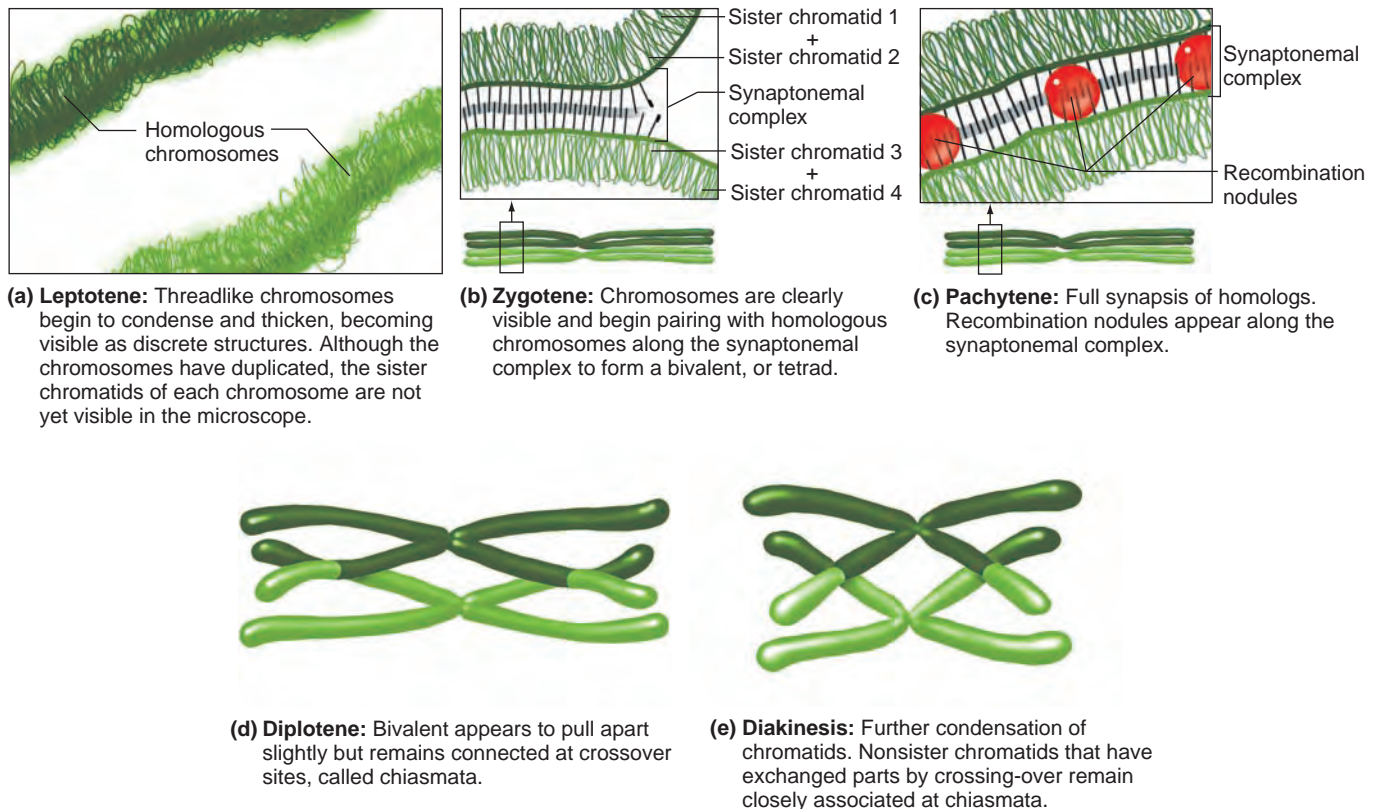 Homologous
chromosomes
Sister chromatid 1
+
Sister chromatid 2
Synaptonemal
complex
Sister chromatid 3
+
Sister chromatid 4
Synaptonemal
complex
Recombination
nodules
(a) Leptotene: Threadlike chromosomes
begin to condense and thicken, becoming
visible as discrete structures. Although the
chromosomes have duplicated, the sister
chromatids of each chromosome are not
yet visible in the microscope.
(b) Zygotene: Chromosomes are clearly
visible and begin pairing with homologous
chromosomes along the synaptonemal
complex to form a bivalent, or tetrad.
(c) Pachytene: Full synapsis of homologs.
Recombination nodules appear along the
synaptonemal complex.
(d) Diplotene: Bivalent appears to pull apart
slightly but remains connected at crossover
sites, called chiasmata.
(e) Diakinesis: Further condensation of
chromatids. Nonsister chromatids that have
exchanged parts by crossing-over remain
closely associated at chiasmata.